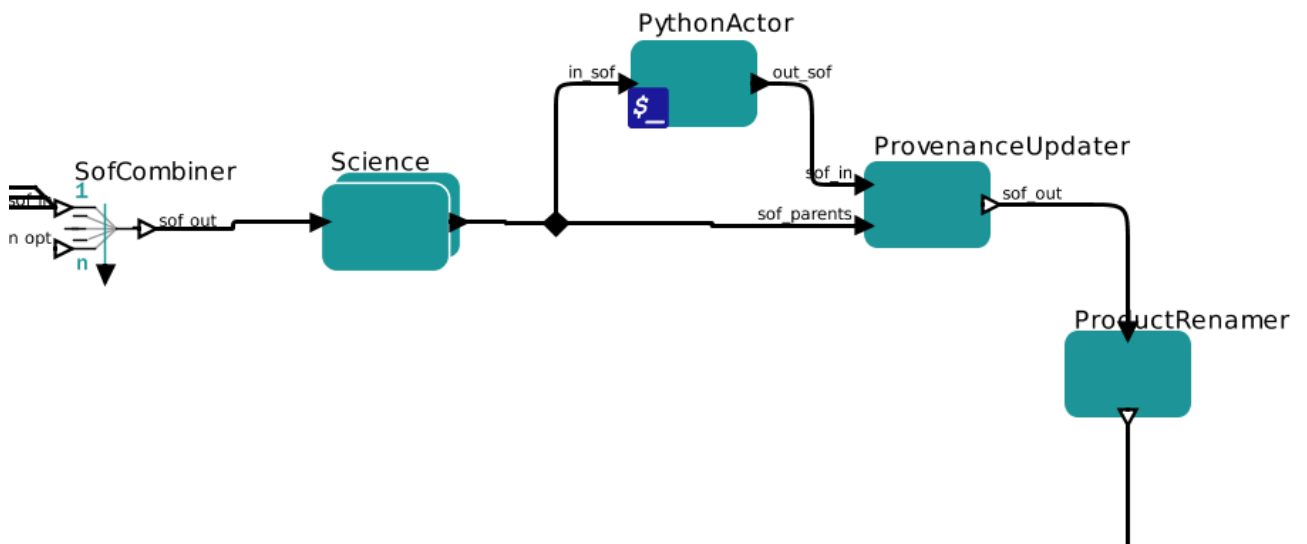 PythonActor
in_sof
out_sof
$_
ProvenanceUpdater
Science
SofCombiner
sof_in
1
sof_out
sof_out
sof_parents
n opt
n
ProductRenamer